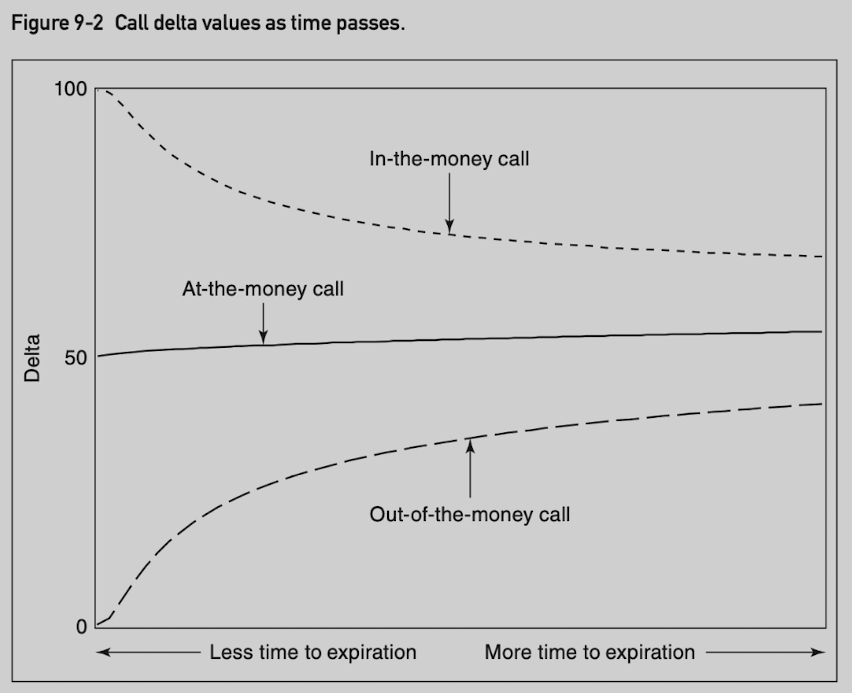 Figure 9-2 Call delta values as time passes.
100
In-the-money call
At-the-money call
Delta
50
Out-of-the-money call
0
Less time to expiration
More time to expiration